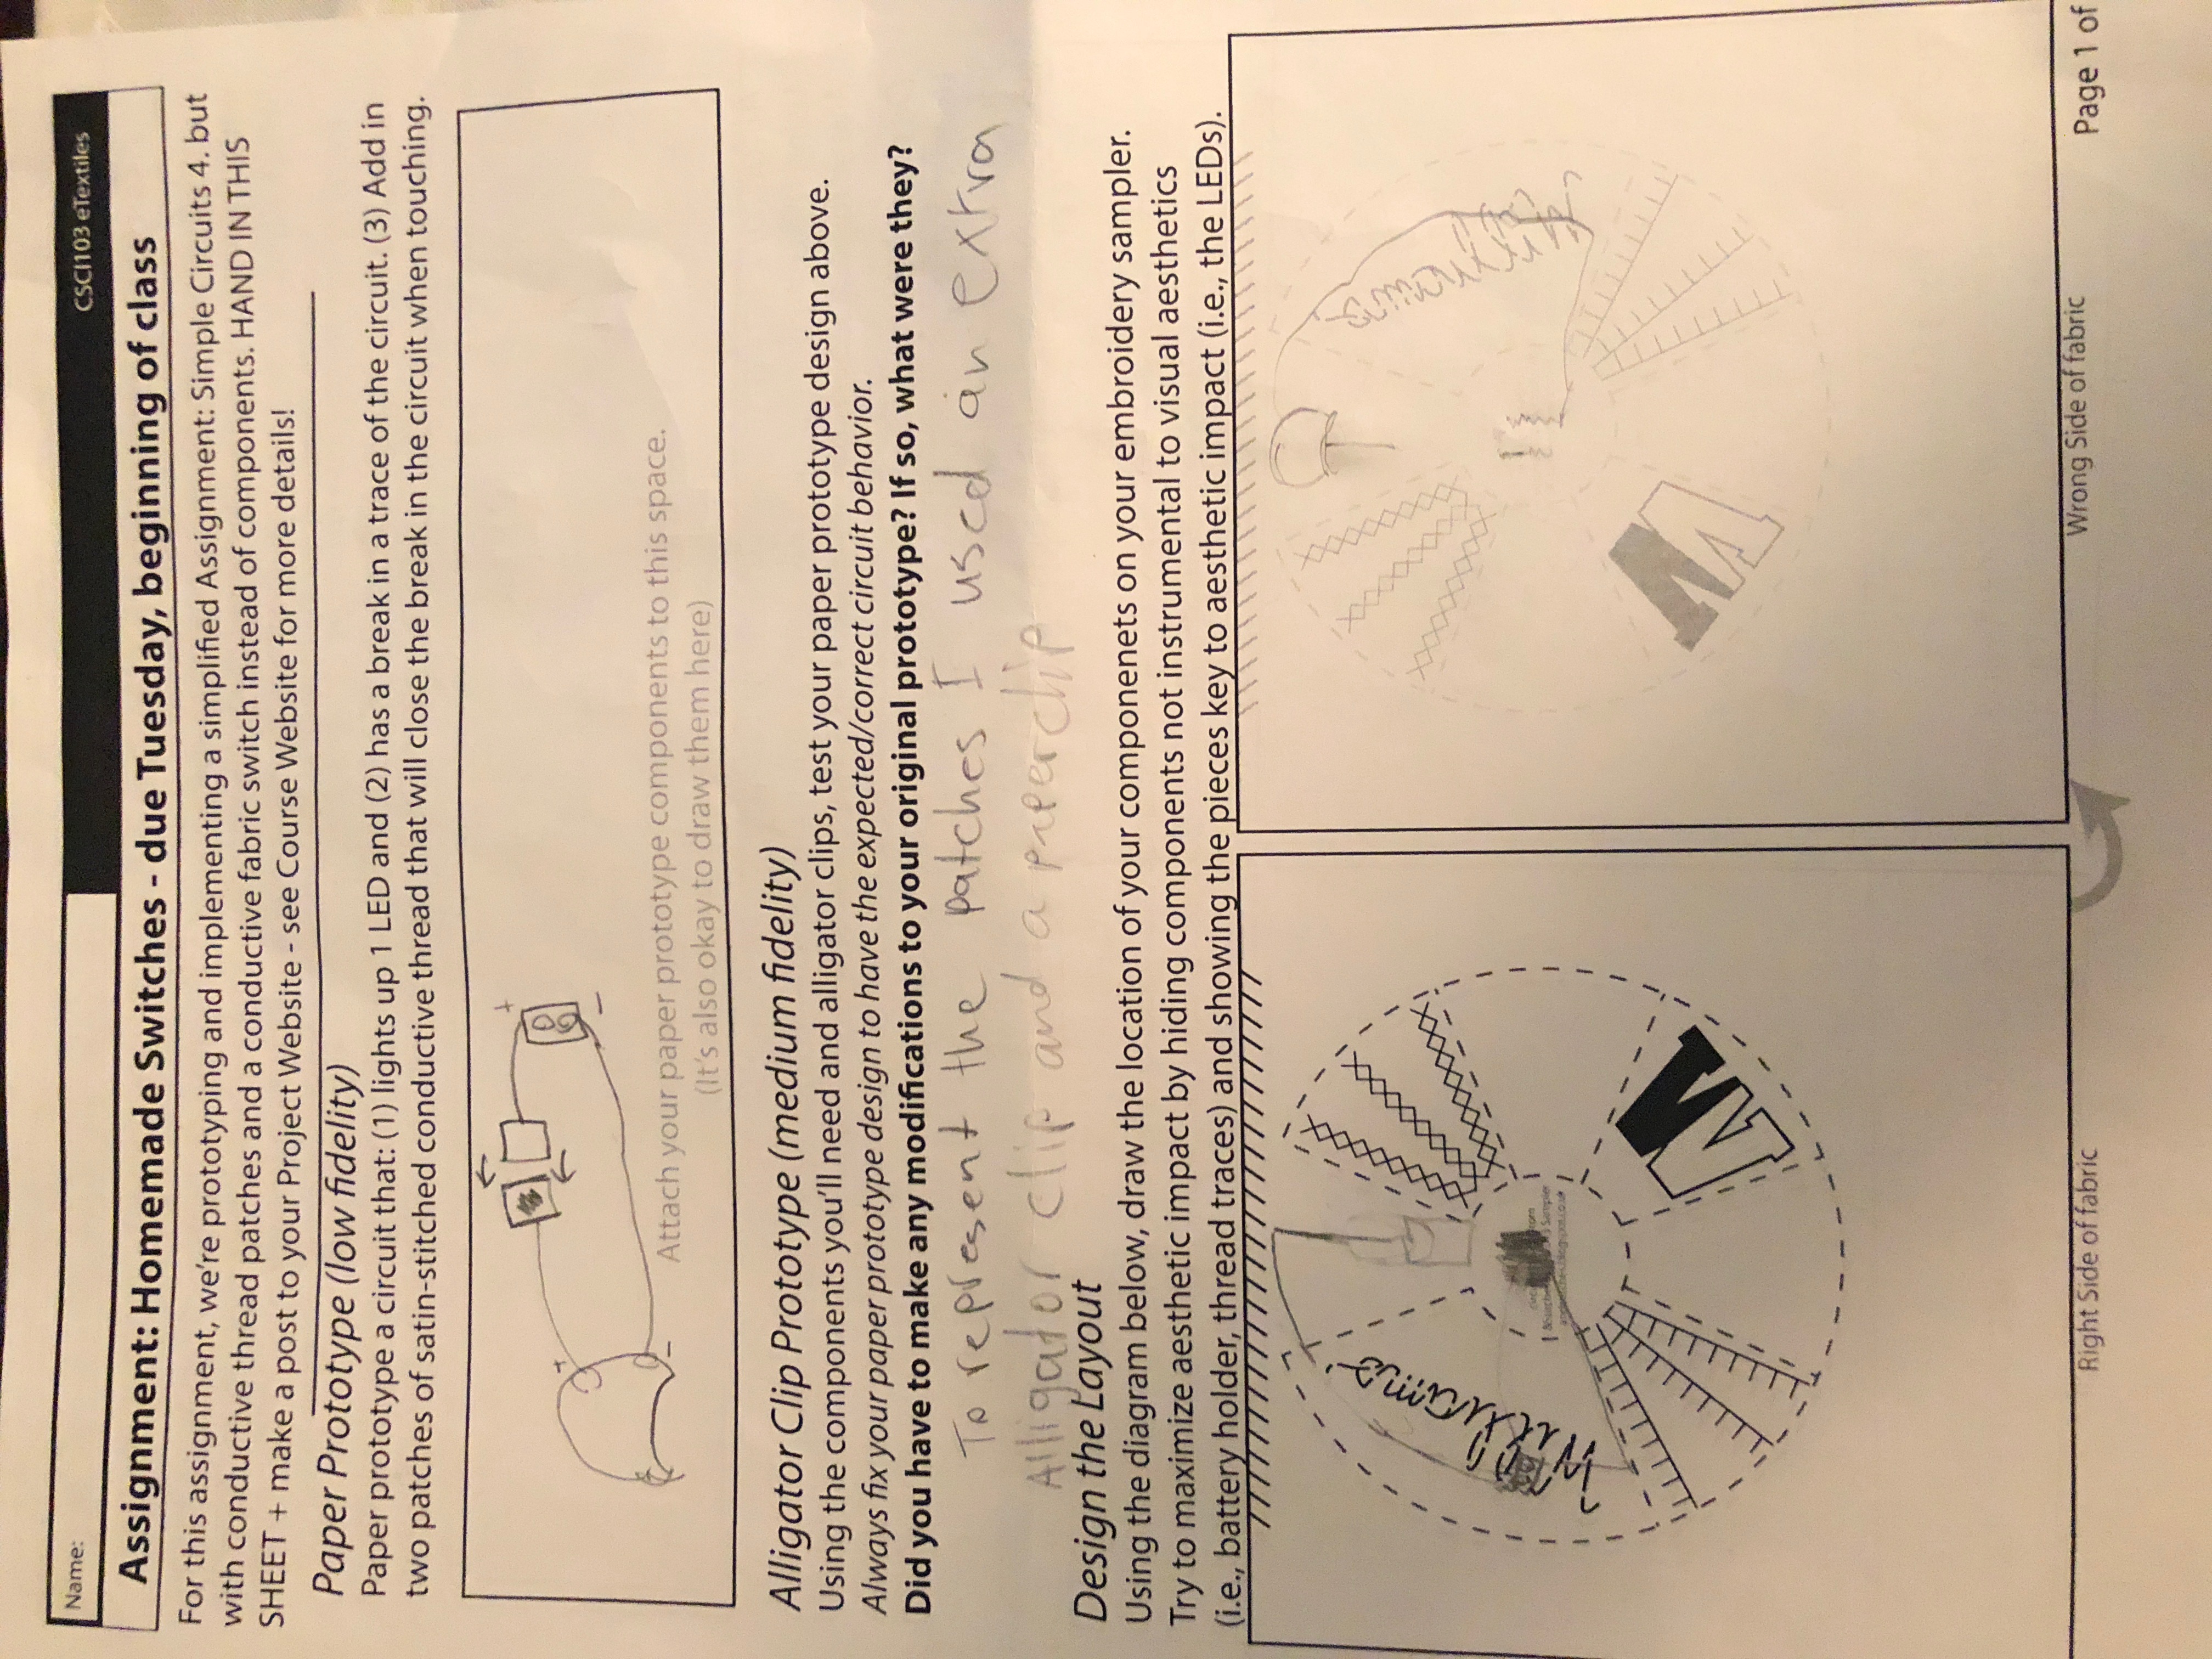 Name:
CSCI103 eTextiles
Assignment: Homemade Switches - due Tuesday, beginning of class
For this assignment, we're prototyping and implementing a simplified Assignment: Simple Circuits 4. but
with conductive thread patches and a conductive fabric switch instead of components. HAND IN THIS
SHEET + make a post to your Project Website - see Course Website for more details!
Paper Prototype (low fidelity)
Paper prototype a circuit that: (1) lights up 1 LED and (2) has a break in a trace of the circuit. (3) Add in
two patches of satin-stitched conductive thread that will close the break in the circuit when touching.
+
+
-
-
Attach your paper prototype components to this space.
(It's also okay to draw them here)
Alligator Clip Prototype (medium fidelity)
Using the components you'll need and alligator clips, test your paper prototype design above.
Always fix your paper prototype design to have the expected/correct circuit behavior.
Did you have to make any modifications to your original prototype? If so, what were they?
To represent the patches I used an extra
Alligator clip and a paperclip
Design the Layout
Using the diagram below, draw the location of your componenets on your embroidery sampler.
Try to maximize aesthetic impact by hiding components not instrumental to visual aesthetics
(i.e., battery holder, thread traces) and showing the pieces key to aesthetic impact (i.e., the LEDs).
W
Right Side of fabric
Wrong Side of fabric
Page 1 of